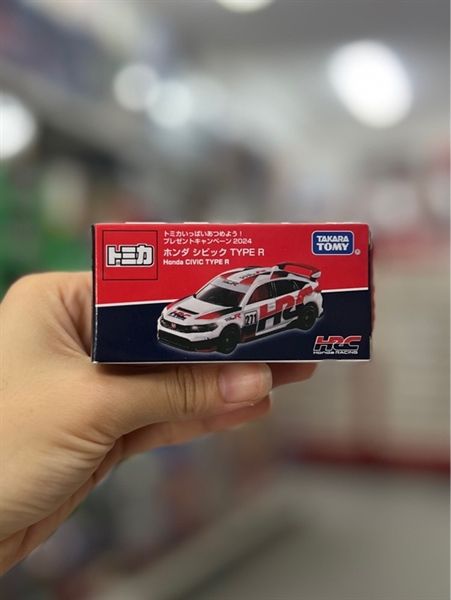 トミカ
トミカいっぱいあつめよう!
プレゼントキャンペーン2024
ホンダ シビック TYPE R
Honda CIVIC TYPE R
TAKARA
TOMY
HRC
271
HRC
Honda RACING